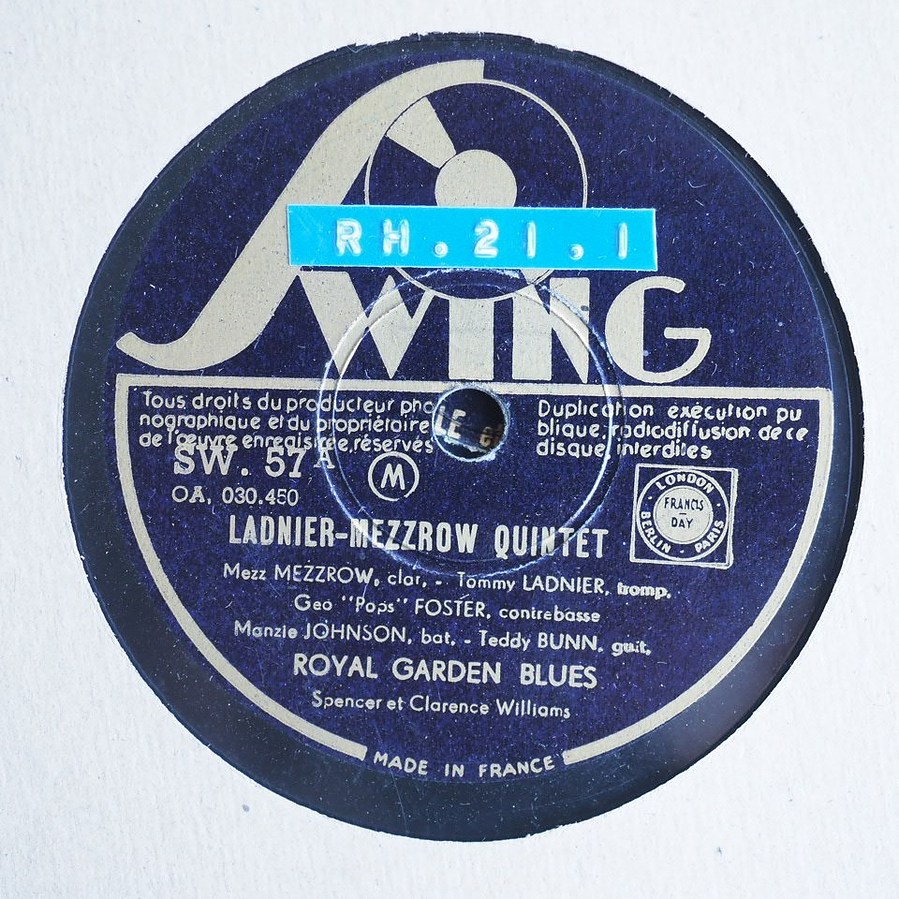 RH.21.1
SWING
Tous droits du producteur pho
nographique et du propriétaire
de l'œuvre enregistrée, réservés
Duplication exécution pu
blique, radiodiffusion de ce
disque, interdites
LE et
SW. 57 A
OA, 030.450
M
LONDON
FRANCIS
DAY
BERLIN - PARIS
LADNIER-MEZZROW QUINTET
Mezz MEZZROW, clar, - Tommy LADNIER, tromp,
Geo "Pops" FOSTER, contrebasse
Manzie JOHNSON, bat, - Teddy BUNN, guit,
ROYAL GARDEN BLUES
Spencer et Clarence Williams
MADE IN FRANCE